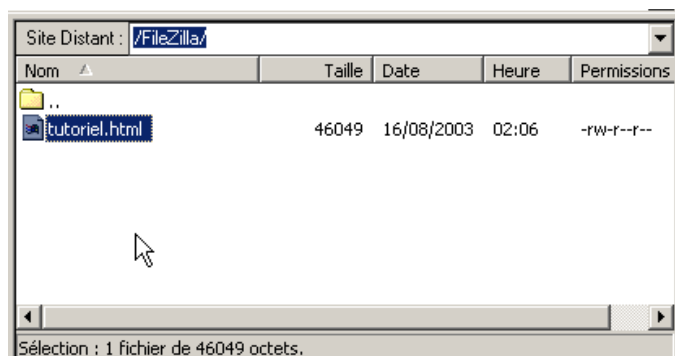 Site Distant : /FileZilla/
Nom Taille Date Heure Permissions
..
tutoriel.html 46049 16/08/2003 02:06 -rw-r--r--
Sélection : 1 fichier de 46049 octets.